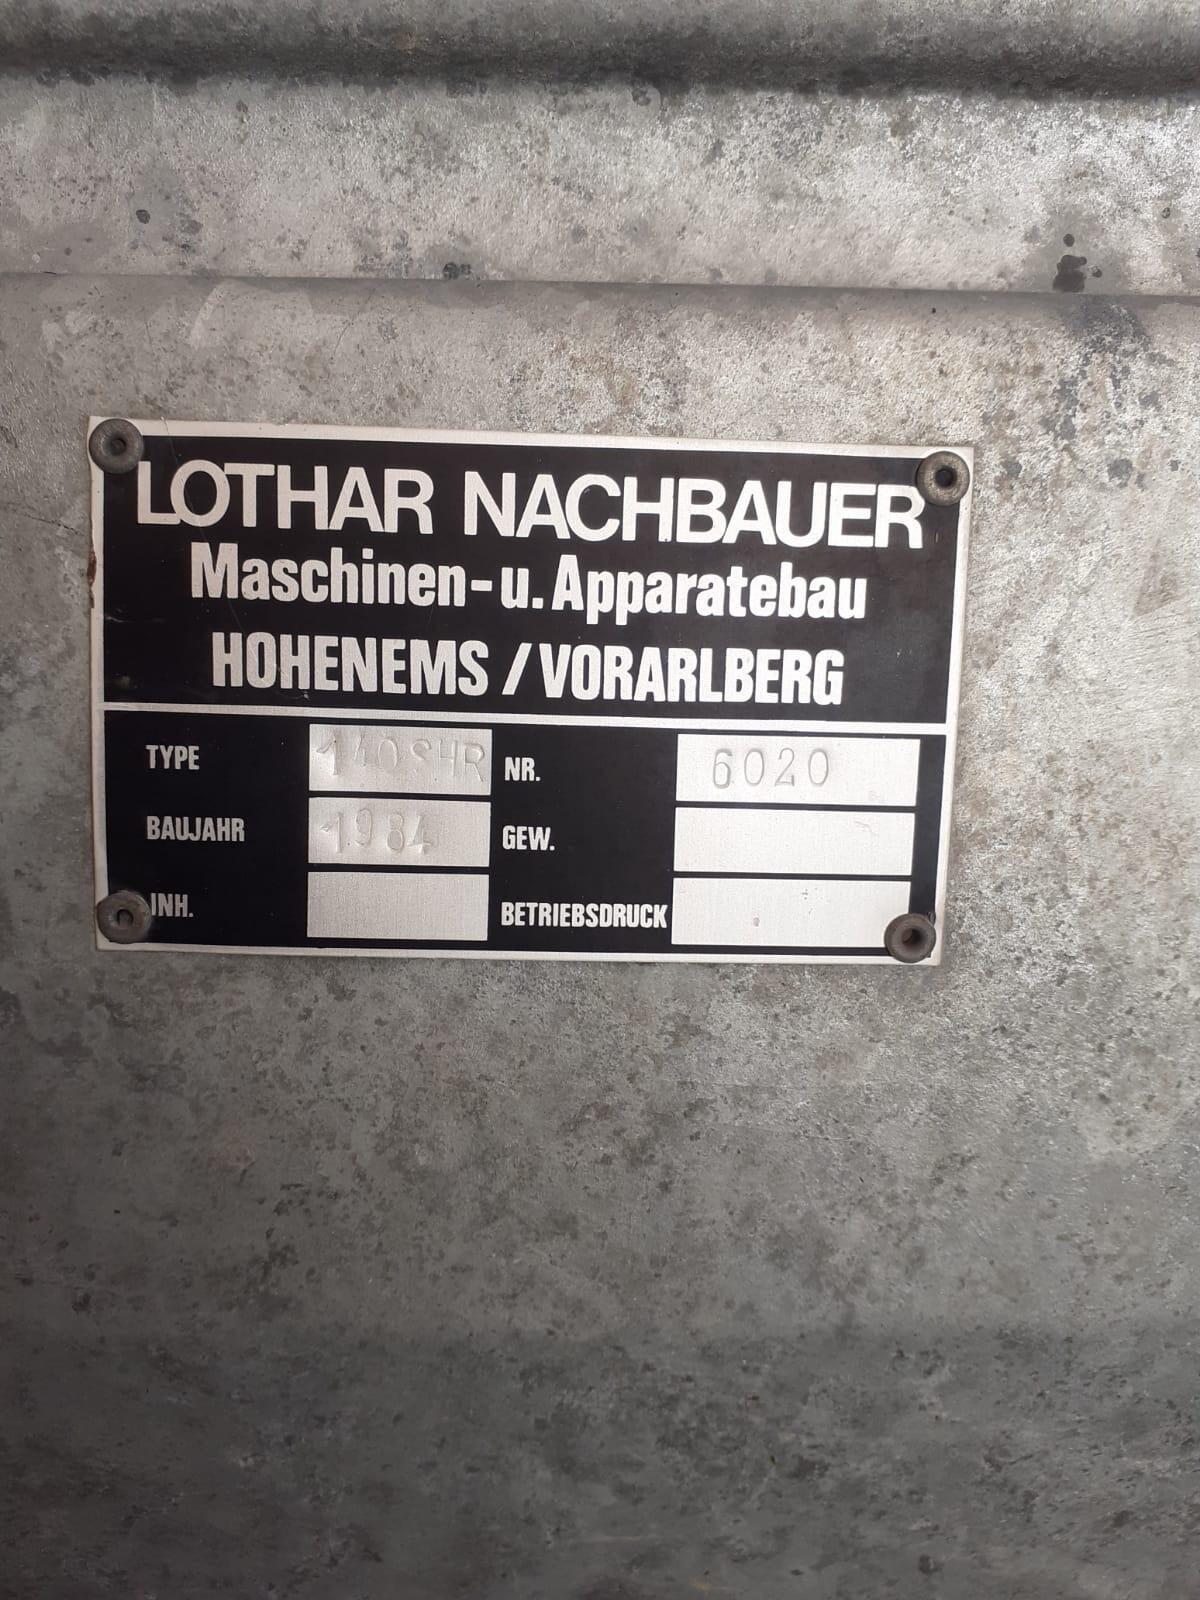 LOTHAR NACHBAUER
Maschinen- u. Apparatebau
HOHENEMS / VORARLBERG
TYPE 140SHR NR. 6020
BAUJAHR 1984 GEW.
INH. BETRIEBSDRUCK